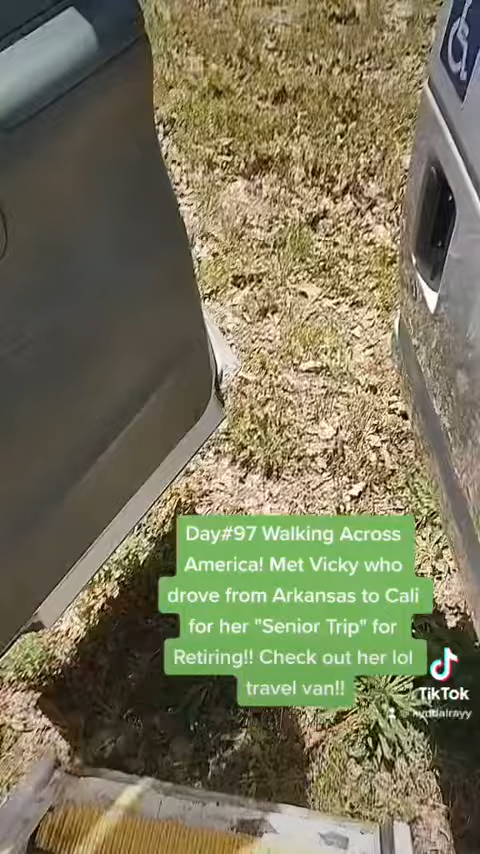 Day#97 Walking Across
America! Met Vicky who
drove from Arkansas to Cali
for her "Senior Trip" for
Retiring!! Check out her lol
travel van!!
TikTok